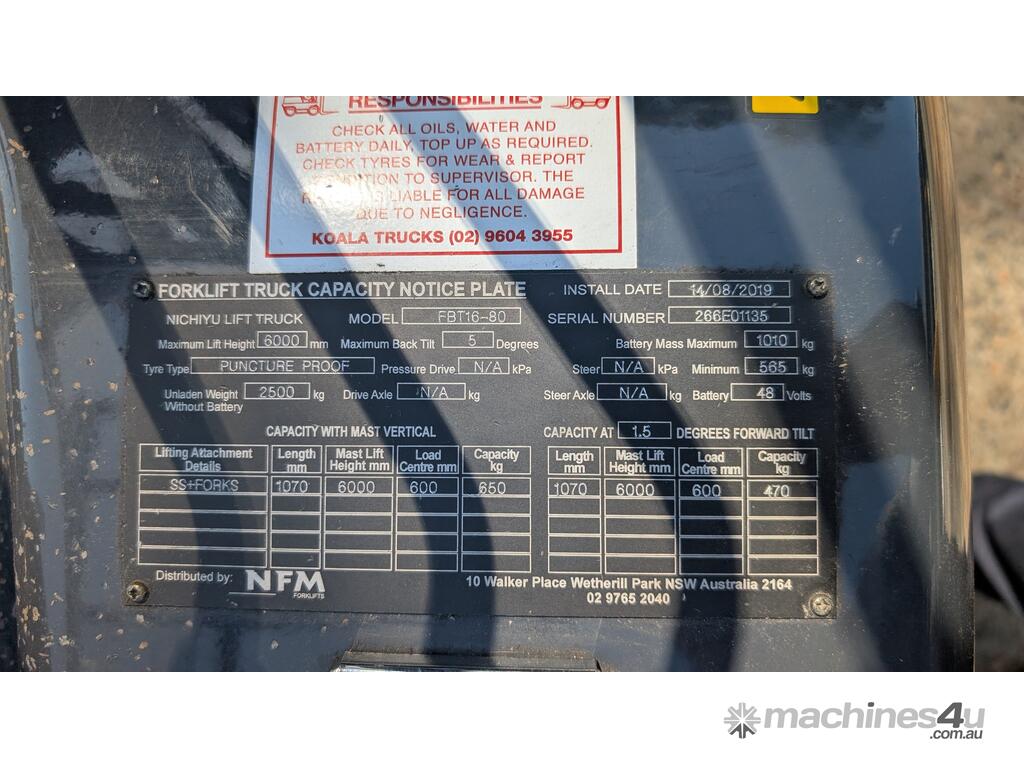 RESPONSIBILITIES
CHECK ALL OILS, WATER AND
BATTERY DAILY, TOP UP AS REQUIRED.
CHECK TYRES FOR WEAR & REPORT
CONDITION TO SUPERVISOR. THE
IS LIABLE FOR ALL DAMAGE
DUE TO NEGLIGENCE.
KOALA TRUCKS (02) 9604 3955
FORKLIFT TRUCK CAPACITY NOTICE PLATE INSTALL DATE 14/08/2019
NICHIYU LIFT TRUCK MODEL FBT16-80 SERIAL NUMBER 266E01135
Maximum Lift Height 6000 mm Maximum Back Tilt 5 Degrees Battery Mass Maximum 1010 kg
Tyre Type PUNCTURE PROOF Pressure Drive N/A kPa Steer N/A kPa Minimum 565 kg
Unladen Weight 2500 kg Drive Axle N/A kg Steer Axle N/A kg Battery 48 Volts
Without Battery
CAPACITY WITH MAST VERTICAL CAPACITY AT 1.5 DEGREES FORWARD TILT
Lifting Attachment Details Length mm Mast Lift Height mm Load Centre mm Capacity kg Length mm Mast Lift Height mm Load Centre mm Capacity kg
SS+FORKS 1070 6000 600 650 1070 6000 600 470
Distributed by: NFM FORKLIFTS 10 Walker Place Wetherill Park NSW Australia 2164
02 9765 2040
machines4u
.com.au